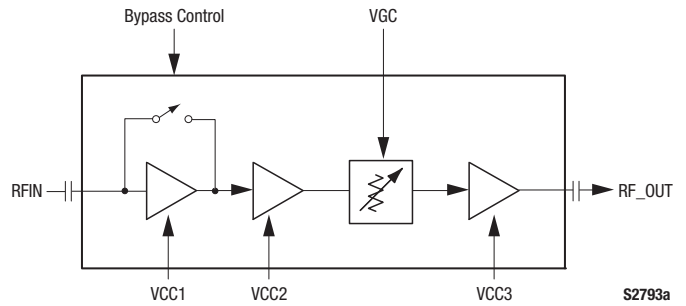 Bypass Control
VGC
RFIN
RF_OUT
VCC1
VCC2
VCC3
S2793a